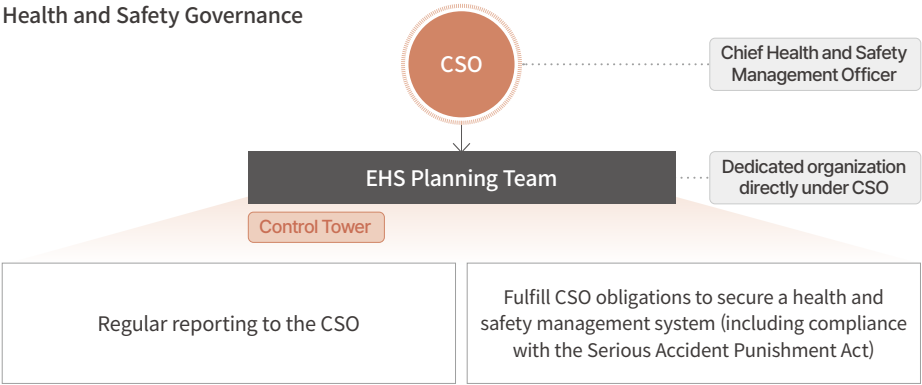 Health and Safety Governance
CSO
Chief Health and Safety
Management Officer
EHS Planning Team
Dedicated organization
directly under CSO
Control Tower
Regular reporting to the CSO
Fulfill CSO obligations to secure a health and
safety management system (including compliance
with the Serious Accident Punishment Act)